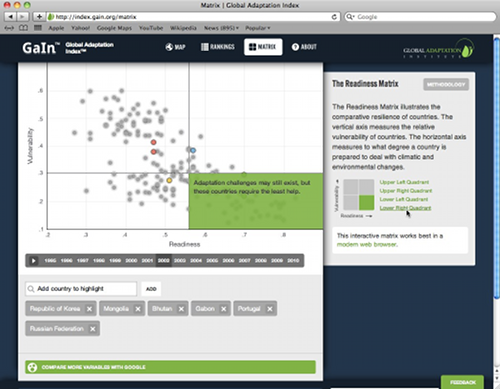 Matrix | Global Adaptation Index
http://index.gain.org/matrix
Google
Apple Yahoo! Google Maps YouTube Wikipedia News (895) Popular
GaIn™ Global Adaptation Index™
MAP RANKINGS MATRIX ABOUT
GLOBAL ADAPTATION
INSTITUTE
The Readiness Matrix
METHODOLOGY
The Readiness Matrix illustrates the
comparative resilience of countries. The
vertical axis measures the relative
vulnerability of countries. The horizontal axis
measures to what degree a country is
prepared to deal with climatic and
environmental changes.
Vulnerability
Readiness
Upper Left Quadrant
Upper Right Quadrant
Lower Left Quadrant
Lower Right Quadrant
This interactive matrix works best in a
modern web browser.
Vulnerability
.6
.5
.4
.3
.2
.1
Adaptation challenges may still exist, but
these countries require the least help.
.2 .3 .4 .5 .6 .7 .8
Readiness
1995 1996 1997 1998 1999 2000 2001 2002 2003 2004 2005 2006 2007 2008 2009 2010
Add country to highlight
ADD
Republic of Korea × Mongolia × Bhutan × Gabon × Portugal ×
Russian Federation ×
COMPARE MORE VARIABLES WITH GOOGLE
FEEDBACK